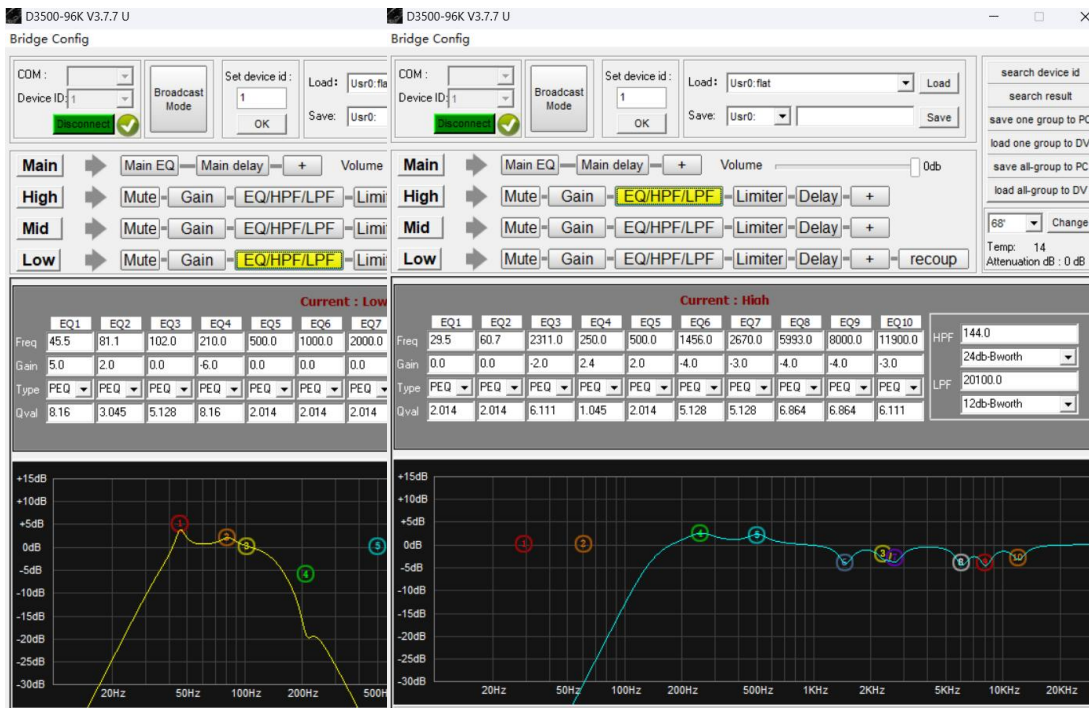 D3500-96K V3.7.7 U
Bridge Config
COM :
Device ID: 1
Disconnect
Broadcast
Mode
Set device id :
1
OK
Load: Usr0:fla
Save: Usr0:
Main Main EQ Main delay + Volume
High Mute Gain EQ/HPF/LPF Limi
Mid Mute Gain EQ/HPF/LPF Limi
Low Mute Gain EQ/HPF/LPF Limi
Current : Low
EQ1 EQ2 EQ3 EQ4 EQ5 EQ6 EQ7
Freq 45.5 81.1 102.0 210.0 500.0 1000.0 2000.0
Gain 5.0 2.0 0.0 -6.0 0.0 0.0 0.0
Type PEQ PEQ PEQ PEQ PEQ PEQ PEQ
Qval 8.16 3.045 5.128 8.16 2.014 2.014 2.014
+15dB
+10dB
+5dB
0dB
-5dB
-10dB
-15dB
-20dB
-25dB
-30dB
1 2 3 4 5
20Hz 50Hz 100Hz 200Hz 500H
D3500-96K V3.7.7 U
Bridge Config
COM :
Device ID: 1
Disconnect
Broadcast
Mode
Set device id :
1
OK
Load: Usr0:flat Load
Save: Usr0: Save
search device id
search result
save one group to PC
load one group to DV
save all-group to PC
load all-group to DV
68' Change
Temp: 14
Attenuation dB : 0 dB
Main Main EQ Main delay + Volume 0db
High Mute Gain EQ/HPF/LPF Limiter Delay +
Mid Mute Gain EQ/HPF/LPF Limiter Delay +
Low Mute Gain EQ/HPF/LPF Limiter Delay + recoup
Current : High
EQ1 EQ2 EQ3 EQ4 EQ5 EQ6 EQ7 EQ8 EQ9 EQ10
Freq 29.5 60.7 2311.0 250.0 500.0 1456.0 2670.0 5993.0 8000.0 11900.0
Gain 0.0 0.0 -2.0 2.4 2.0 -4.0 -3.0 -4.0 -4.0 -3.0
Type PEQ PEQ PEQ PEQ PEQ PEQ PEQ PEQ PEQ PEQ
Qval 2.014 2.014 6.111 1.045 2.014 5.128 5.128 6.864 6.864 6.111
HPF 144.0
24db-Bworth
LPF 20100.0
12db-Bworth
+15dB
+10dB
+5dB
0dB
-5dB
-10dB
-15dB
-20dB
-25dB
-30dB
1 2 4 5 6 3 8 9 10
20Hz 50Hz 100Hz 200Hz 500Hz 1KHz 2KHz 5KHz 10KHz 20KHz